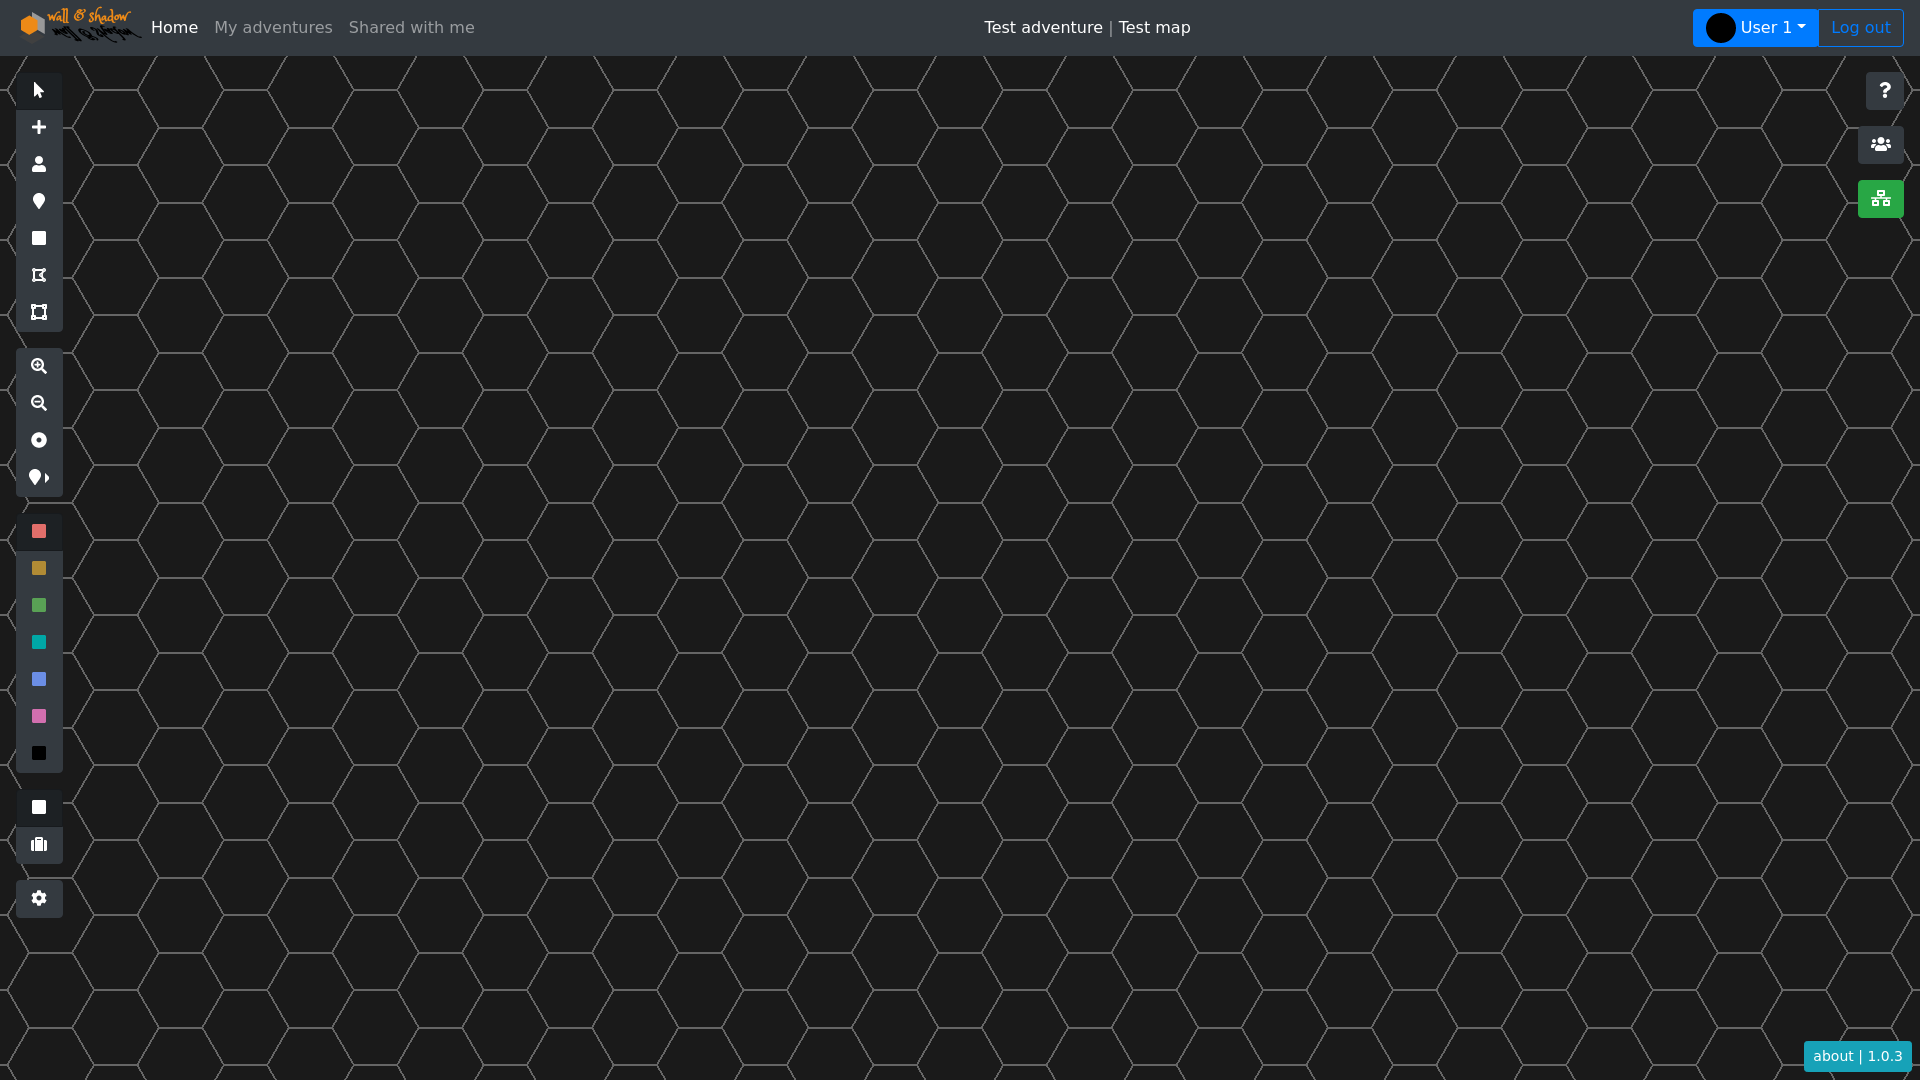 wall & shadow
Home My adventures Shared with me Test adventure | Test map User 1 Log out
?
about | 1.0.3